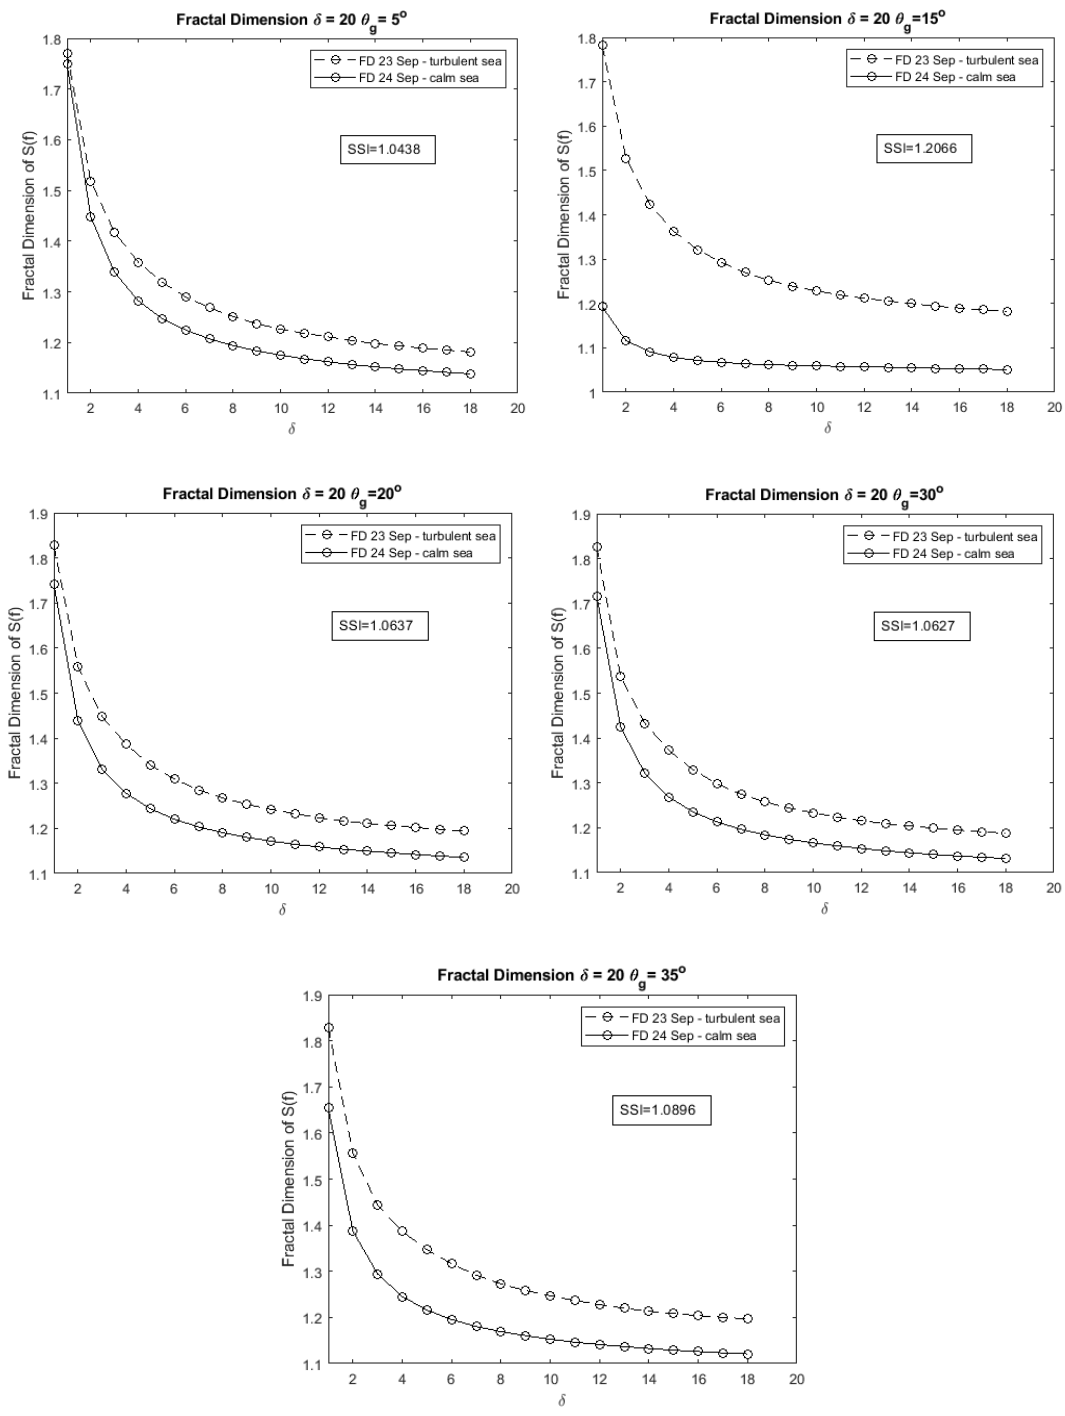 Fractal Dimension δ = 20 θg= 5o
FD 23 Sep - turbulent sea
FD 24 Sep - calm sea
SSI=1.0438
Fractal Dimension of S(f)
1.8
1.7
1.6
1.5
1.4
1.3
1.2
1.1
2 4 6 8 10 12 14 16 18 20
δ
Fractal Dimension δ = 20 θg=15o
FD 23 Sep - turbulent sea
FD 24 Sep - calm sea
SSI=1.2066
Fractal Dimension of S(f)
1.8
1.7
1.6
1.5
1.4
1.3
1.2
1.1
1
2 4 6 8 10 12 14 16 18 20
δ
Fractal Dimension δ = 20 θg=20o
FD 23 Sep - turbulent sea
FD 24 Sep - calm sea
SSI=1.0637
Fractal Dimension of S(f)
1.9
1.8
1.7
1.6
1.5
1.4
1.3
1.2
1.1
2 4 6 8 10 12 14 16 18 20
δ
Fractal Dimension δ = 20 θg=30o
FD 23 Sep - turbulent sea
FD 24 Sep - calm sea
SSI=1.0627
Fractal Dimension of S(f)
1.9
1.8
1.7
1.6
1.5
1.4
1.3
1.2
1.1
2 4 6 8 10 12 14 16 18 20
δ
Fractal Dimension δ = 20 θg= 35o
FD 23 Sep - turbulent sea
FD 24 Sep - calm sea
SSI=1.0896
Fractal Dimension of S(f)
1.9
1.8
1.7
1.6
1.5
1.4
1.3
1.2
1.1
2 4 6 8 10 12 14 16 18 20
δ